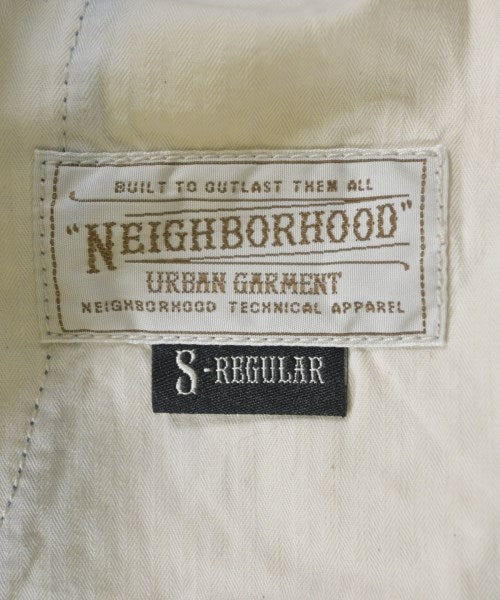 BUILT TO OUTLAST THEM ALL
"NEIGHBORHOOD"
URBAN GARMENT
NEIGHBORHOOD TECHNICAL APPAREL
S-REGULAR